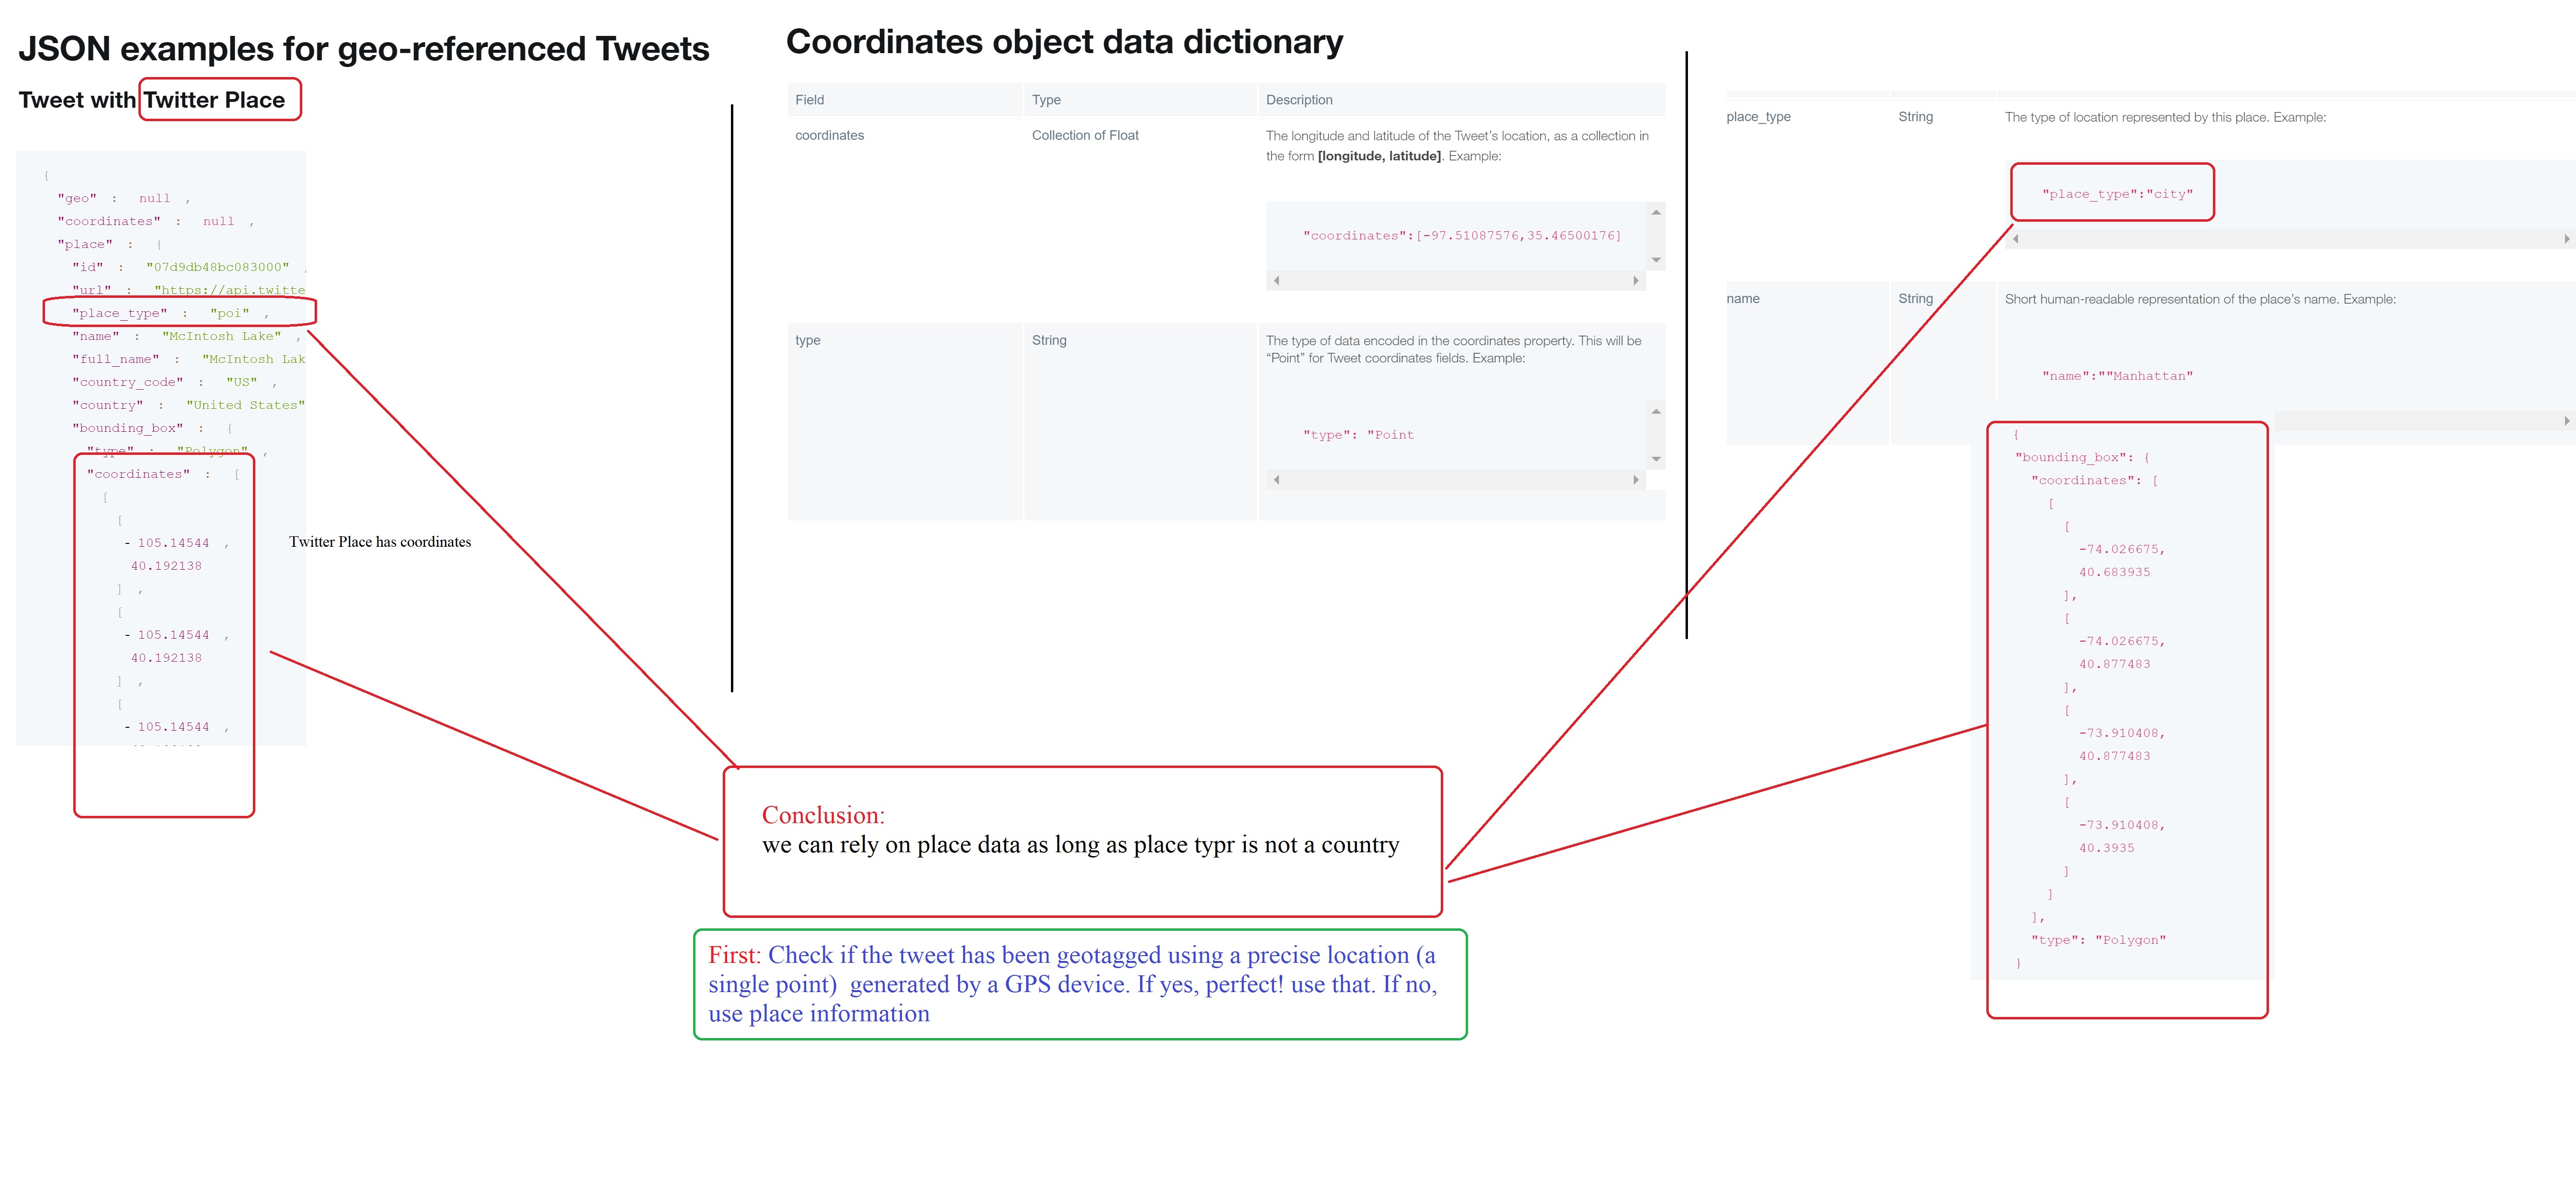 JSON examples for geo-referenced Tweets
Tweet with Twitter Place
{
"geo" : null ,
"coordinates" : null ,
"place" : {
"id" : "07d9db48bc083000" ,
"url" : "https://api.twitte
"place_type" : "poi" ,
"name" : "McIntosh Lake" ,
"full_name" : "McIntosh Lak
"country_code" : "US" ,
"country" : "United States"
"bounding_box" : {
"type" : "Polygon" ,
"coordinates" : [
[
[
- 105.14544 ,
40.192138
] ,
[
- 105.14544 ,
40.192138
] ,
[
- 105.14544 ,
Twitter Place has coordinates
Coordinates object data dictionary
Field Type Description
coordinates Collection of Float The longitude and latitude of the Tweet's location, as a collection in
the form [longitude, latitude]. Example:
"coordinates":[-97.51087576,35.46500176]
type String The type of data encoded in the coordinates property. This will be
“Point” for Tweet coordinates fields. Example:
"type": "Point
place_type String The type of location represented by this place. Example:
"place_type":"city"
name String Short human-readable representation of the place's name. Example:
"name":""Manhattan"
{
"bounding_box": {
"coordinates": [
[
[
-74.026675,
40.683935
],
[
-74.026675,
40.877483
],
[
-73.910408,
40.877483
],
[
-73.910408,
40.3935
]
]
],
"type": "Polygon"
}
Conclusion:
we can rely on place data as long as place typr is not a country
First: Check if the tweet has been geotagged using a precise location (a
single point) generated by a GPS device. If yes, perfect! use that. If no,
use place information